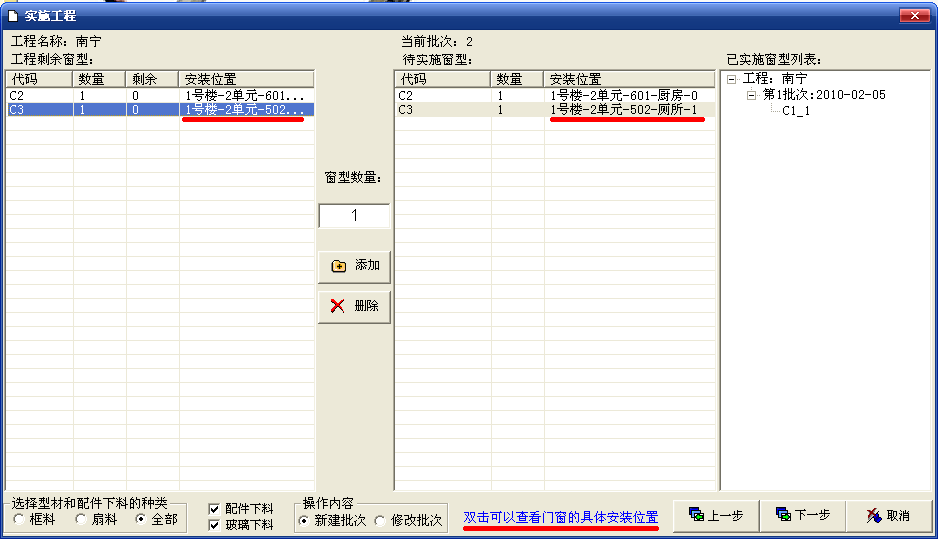 实施工程
工程名称：南宁
当前批次：2
工程剩余窗型：
待实施窗型：
已实施窗型列表：
代码 数量 剩余 安装位置
C2 1 0 1号楼-2单元-601...
C3 1 0 1号楼-2单元-502...
代码 数量 安装位置
C2 1 1号楼-2单元-601-厨房-0
C3 1 1号楼-2单元-502-厕所-1
工程：南宁
第1批次:2010-02-05
C1_1
窗型数量：
1
添加
删除
选择型材和配件下料的种类
框料 扇料 全部
配件下料
玻璃下料
操作内容
新建批次 修改批次
双击可以查看门窗的具体安装位置
上一步
下一步
取消